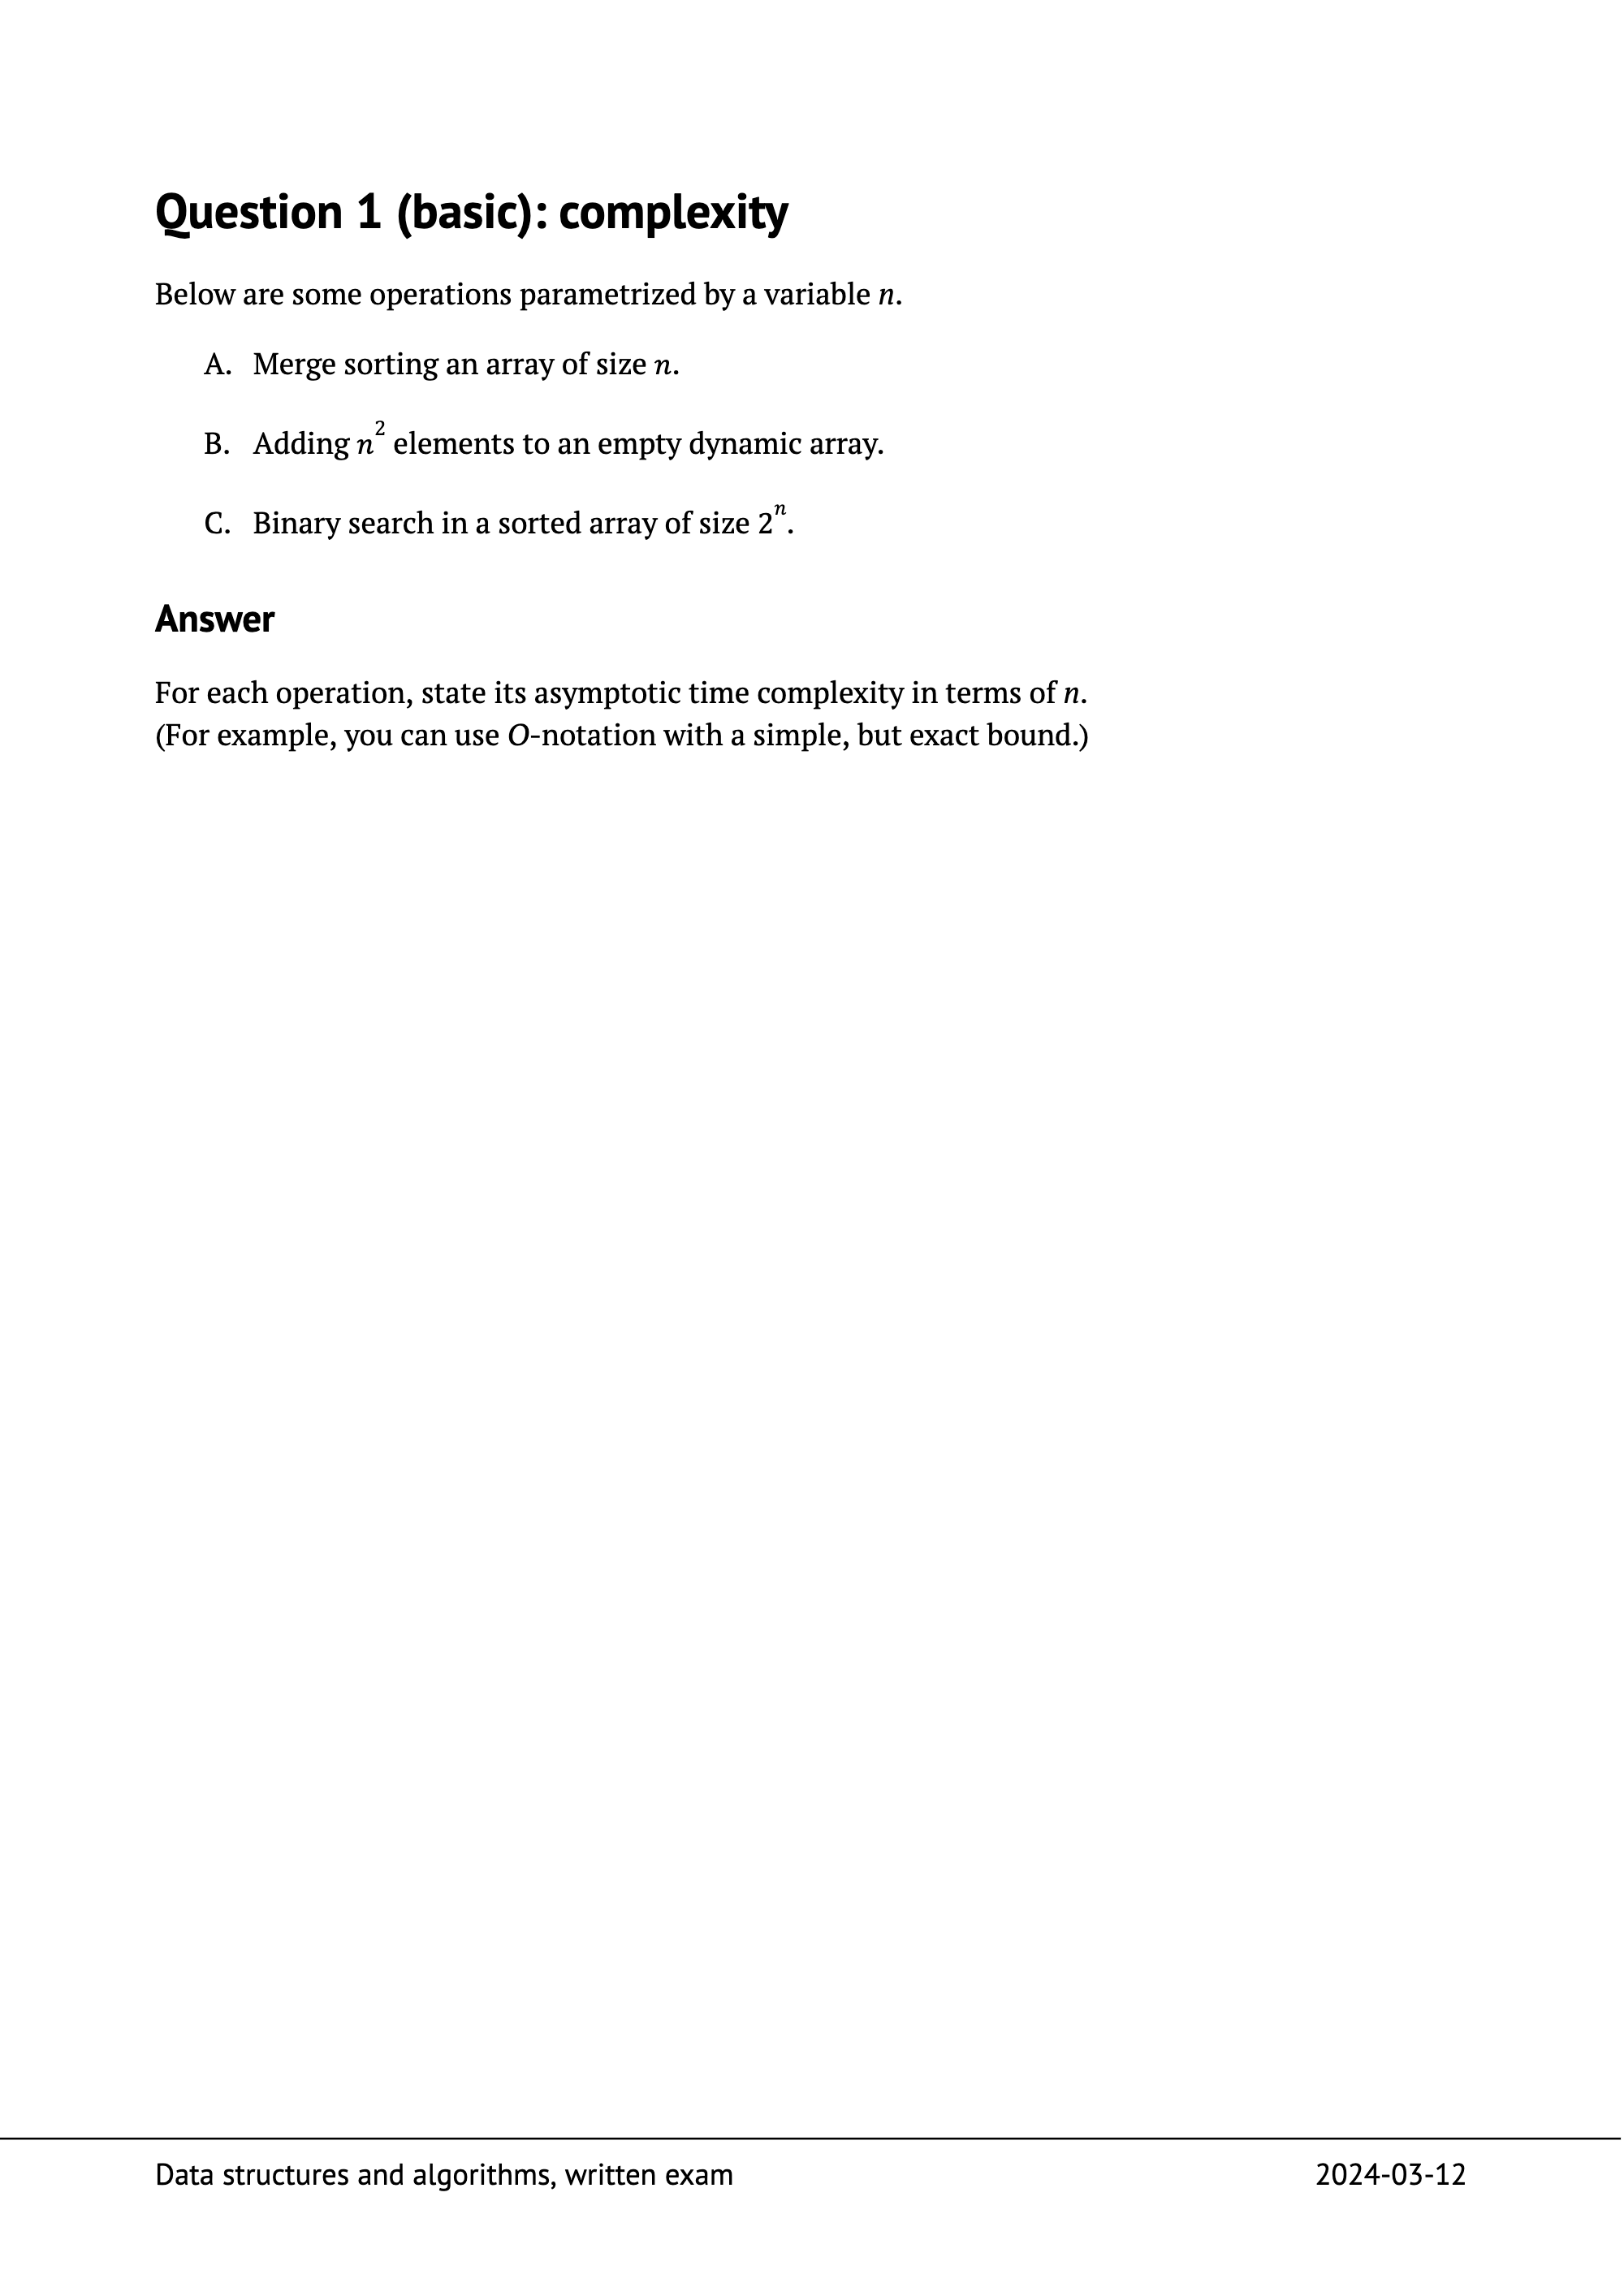 Question 1 (basic): complexity
Below are some operations parametrized by a variable n.
A. Merge sorting an array of size n.
B. Adding n² elements to an empty dynamic array.
C. Binary search in a sorted array of size 2ⁿ.
Answer
For each operation, state its asymptotic time complexity in terms of n.
(For example, you can use O-notation with a simple, but exact bound.)
Data structures and algorithms, written exam 2024-03-12